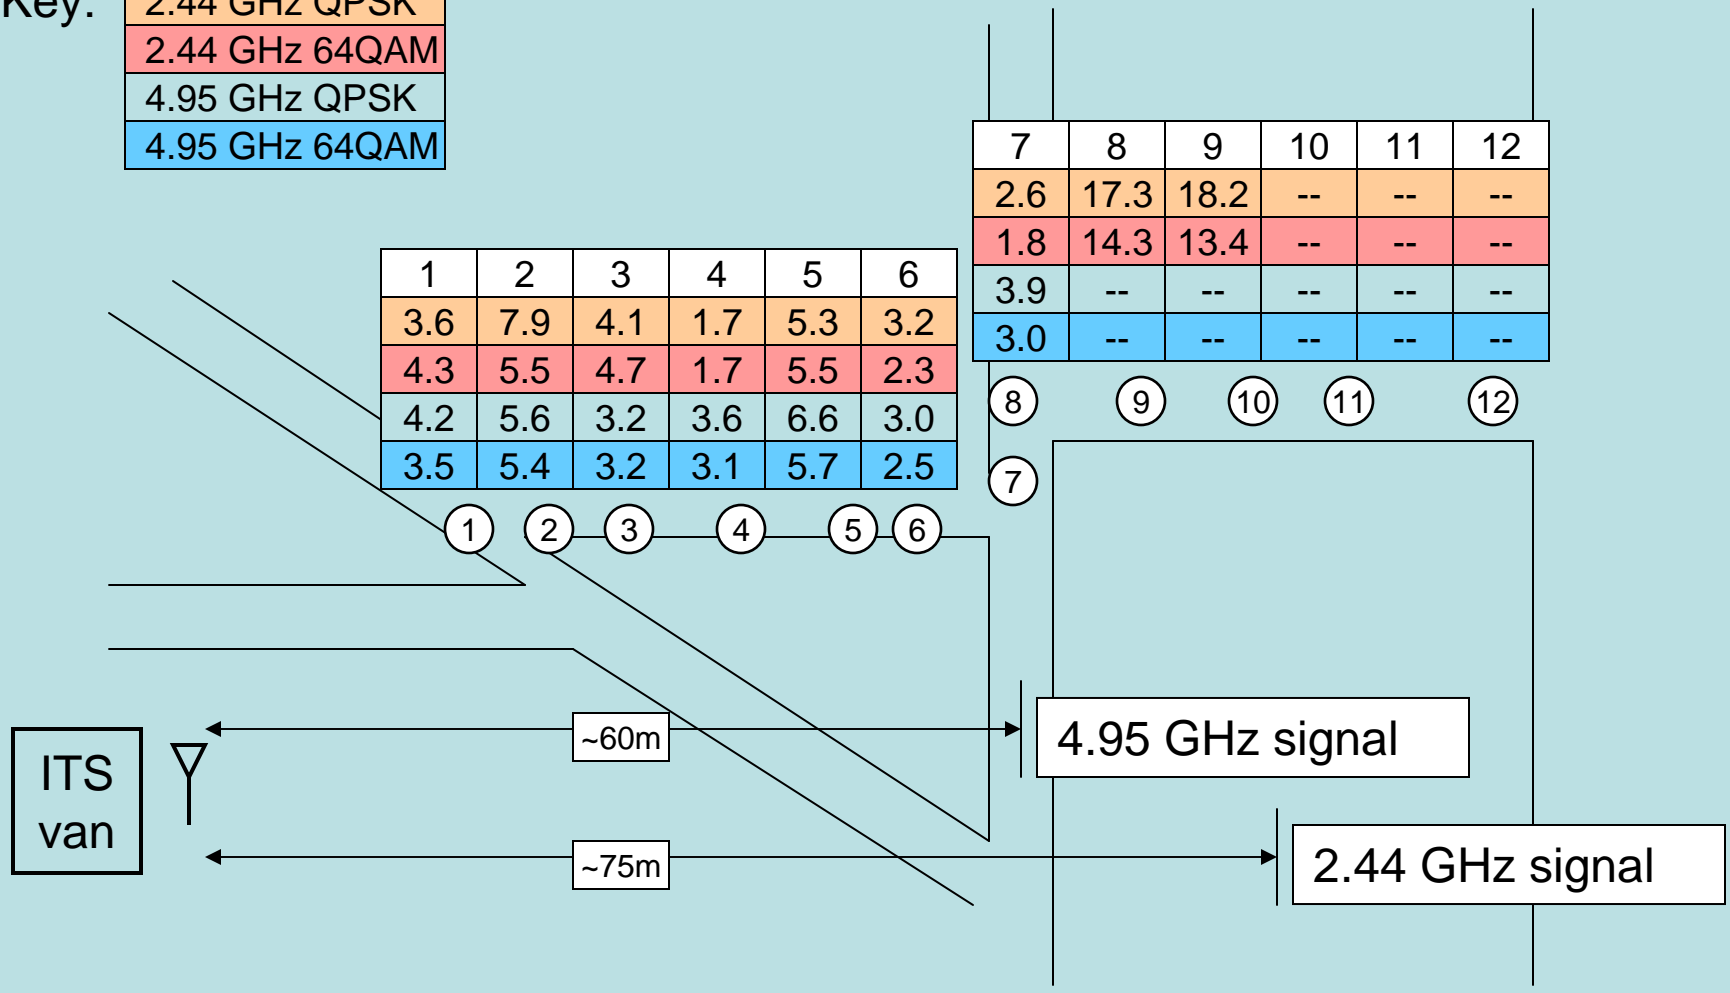 Key:
2.44 GHz QPSK
2.44 GHz 64QAM
4.95 GHz QPSK
4.95 GHz 64QAM
7 8 9 10 11 12
2.6 17.3 18.2 -- -- --
1.8 14.3 13.4 -- -- --
3.9 -- -- -- -- --
3.0 -- -- -- -- --
1 2 3 4 5 6
3.6 7.9 4.1 1.7 5.3 3.2
4.3 5.5 4.7 1.7 5.5 2.3
4.2 5.6 3.2 3.6 6.6 3.0
3.5 5.4 3.2 3.1 5.7 2.5
8 9 10 11 12
7
1 2 3 4 5 6
~60m
4.95 GHz signal
ITS
van
~75m
2.44 GHz signal